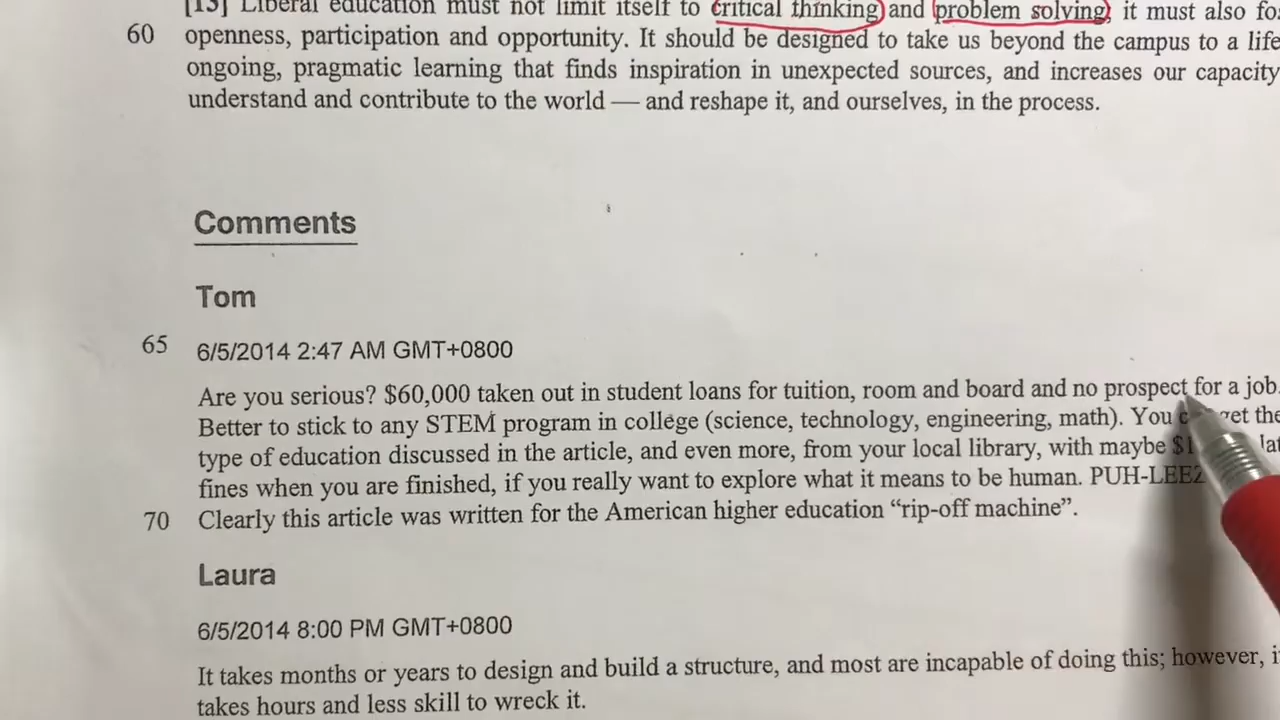 [13] Liberal education must not limit itself to critical thinking and problem solving, it must also
60 openness, participation and opportunity. It should be designed to take us beyond the campus to a life
ongoing, pragmatic learning that finds inspiration in unexpected sources, and increases our capacity
understand and contribute to the world — and reshape it, and ourselves, in the process.
Comments
Tom
65 6/5/2014 2:47 AM GMT+0800
Are you serious? $60,000 taken out in student loans for tuition, room and board and no prospect for a job.
Better to stick to any STEM program in college (science, technology, engineering, math). You get the
type of education discussed in the article, and even more, from your local library, with maybe
fines when you are finished, if you really want to explore what it means to be human.
70 Clearly this article was written for the American higher education “rip-off machine”.
Laura
6/5/2014 8:00 PM GMT+0800
It takes months or years to design and build a structure, and most are incapable of doing this; however,
takes hours and less skill to wreck it.